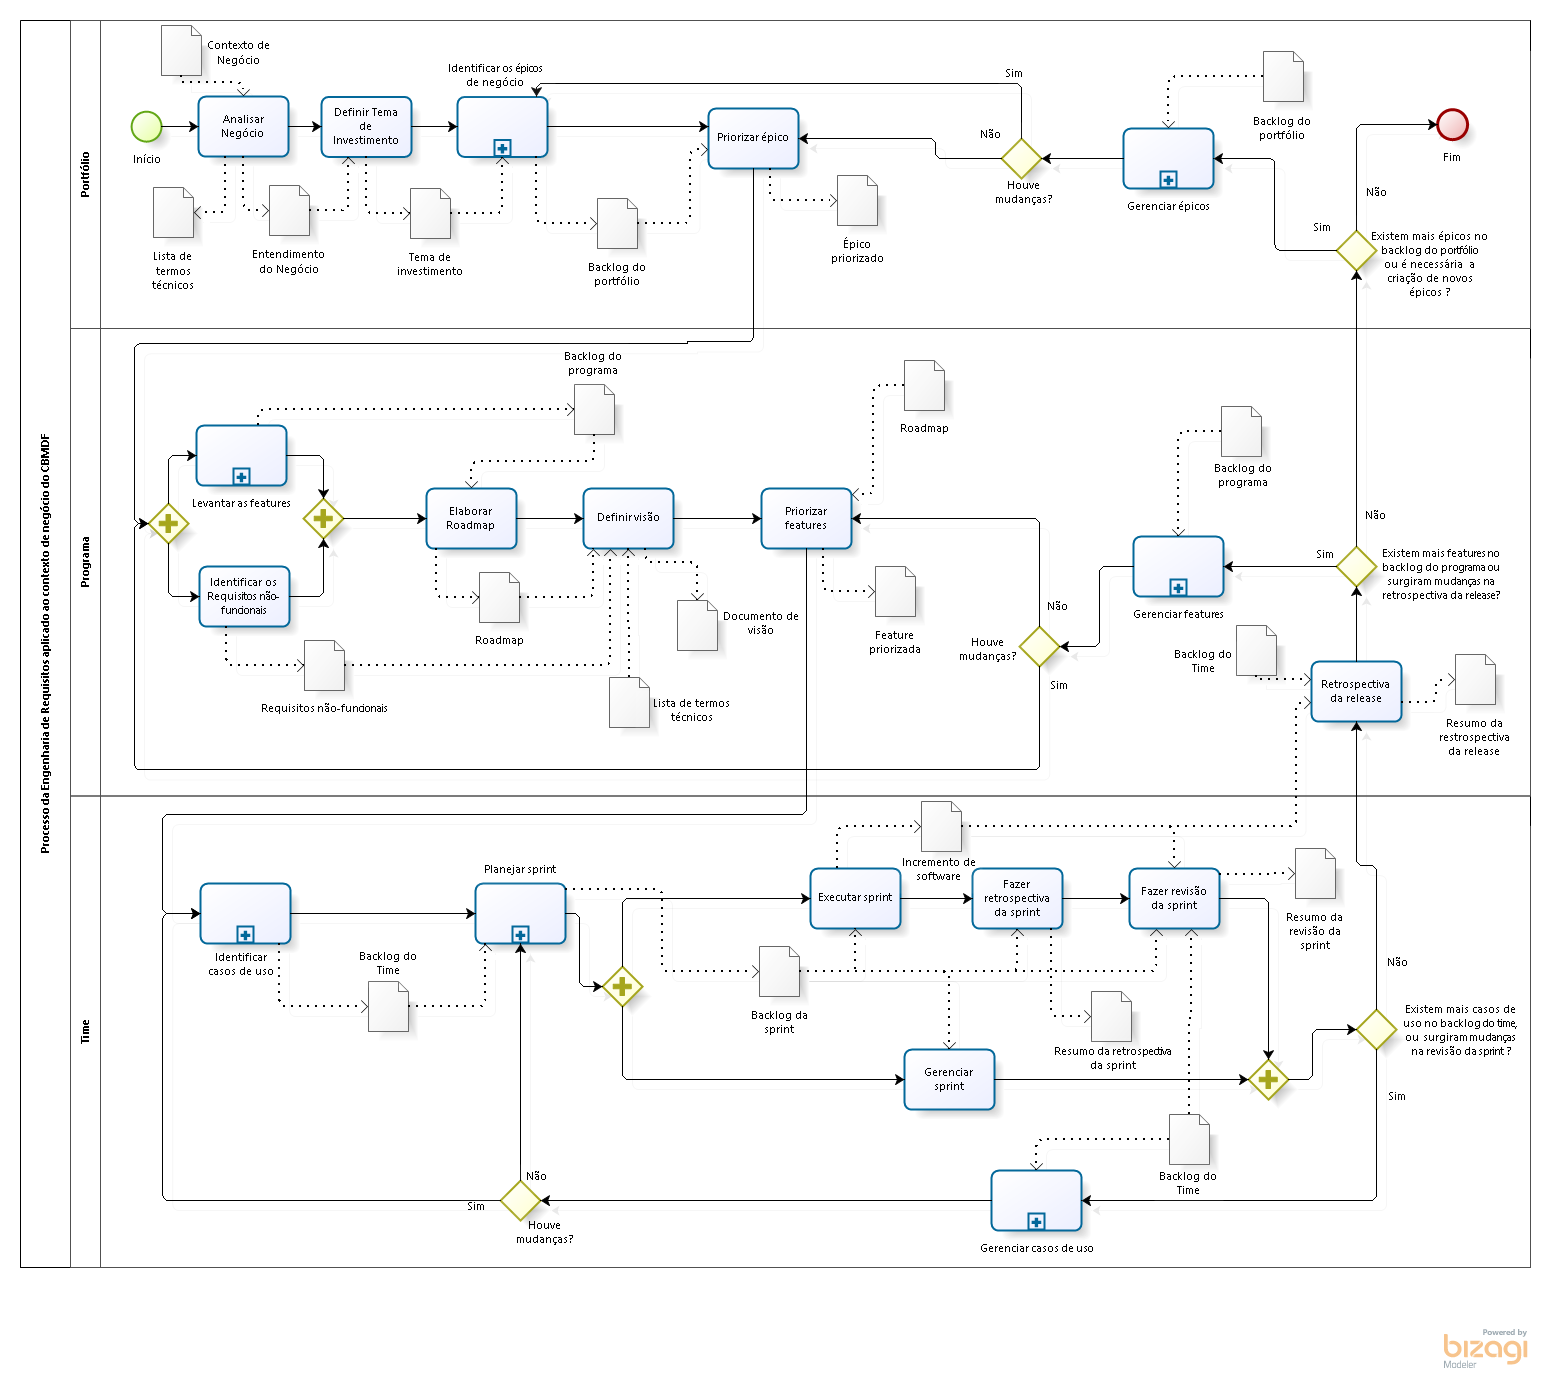 Processo da Engenharia de Requisitos aplicado ao contexto de negócio do CBMDF
Portfólio
Contexto de
Negócio
Início
Analisar
Negócio
Definir Tema
de
Investimento
Identificar os épicos
de negócio
Priorizar épico
Sim
Não
Houve
mudanças?
Gerenciar épicos
Backlog do
portfólio
Fim
Não
Sim
Existem mais épicos no
backlog do portfólio
ou é necessária a
criação de novos
épicos ?
Lista de
termos
técnicos
Entendimento
do Negócio
Tema de
investimento
Backlog do
portfólio
Épico
priorizado
Programa
Backlog do
programa
Levantar as features
Identificar os
Requisitos não-
funcionais
Elaborar
Roadmap
Definir visão
Priorizar
features
Roadmap
Roadmap
Requisitos não-funcionais
Lista de termos
técnicos
Documento de
visão
Feature
priorizada
Não
Houve
mudanças?
Sim
Backlog do
programa
Gerenciar features
Não
Sim
Existem mais features no
backlog do programa ou
surgiram mudanças na
retrospectiva da release?
Backlog do
Time
Retrospectiva
da release
Resumo da
restrospectiva
da release
Time
Identificar
casos de uso
Backlog do
Time
Planejar sprint
Executar sprint
Incremento de
software
Fazer
retrospectiva
da sprint
Fazer revisão
da sprint
Resumo da
revisão da
sprint
Backlog da
sprint
Resumo da retrospectiva
da sprint
Gerenciar
sprint
Não
Existem mais casos de
uso no backlog do time,
ou surgiram mudanças
na revisão da sprint ?
Sim
Backlog do
Time
Gerenciar casos de uso
Não
Sim
Houve
mudanças?
Powered by
bizagi
Modeler